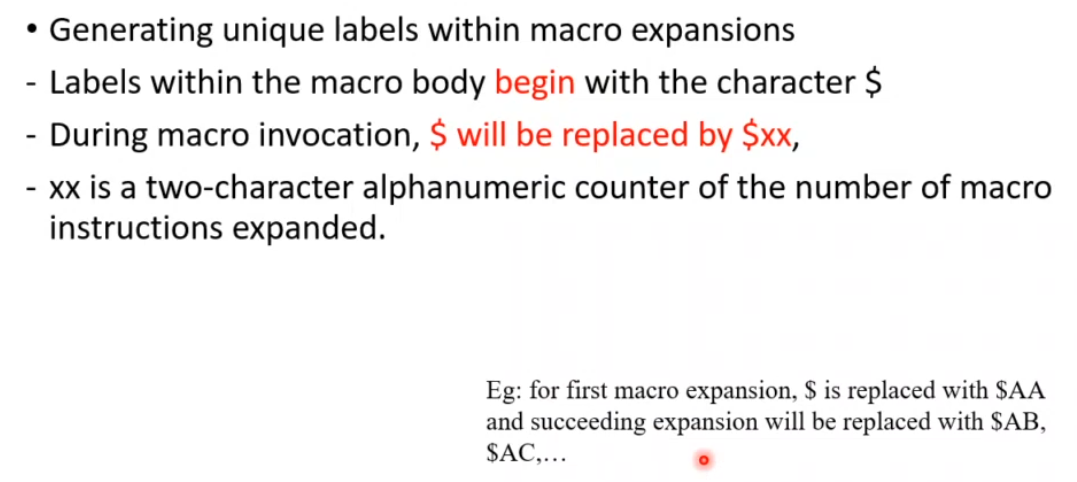 • Generating unique labels within macro expansions
- Labels within the macro body begin with the character $
- During macro invocation, $ will be replaced by $xx,
- xx is a two-character alphanumeric counter of the number of macro
instructions expanded.
Eg: for first macro expansion, $ is replaced with $AA
and succeeding expansion will be replaced with $AB,
$AC,…